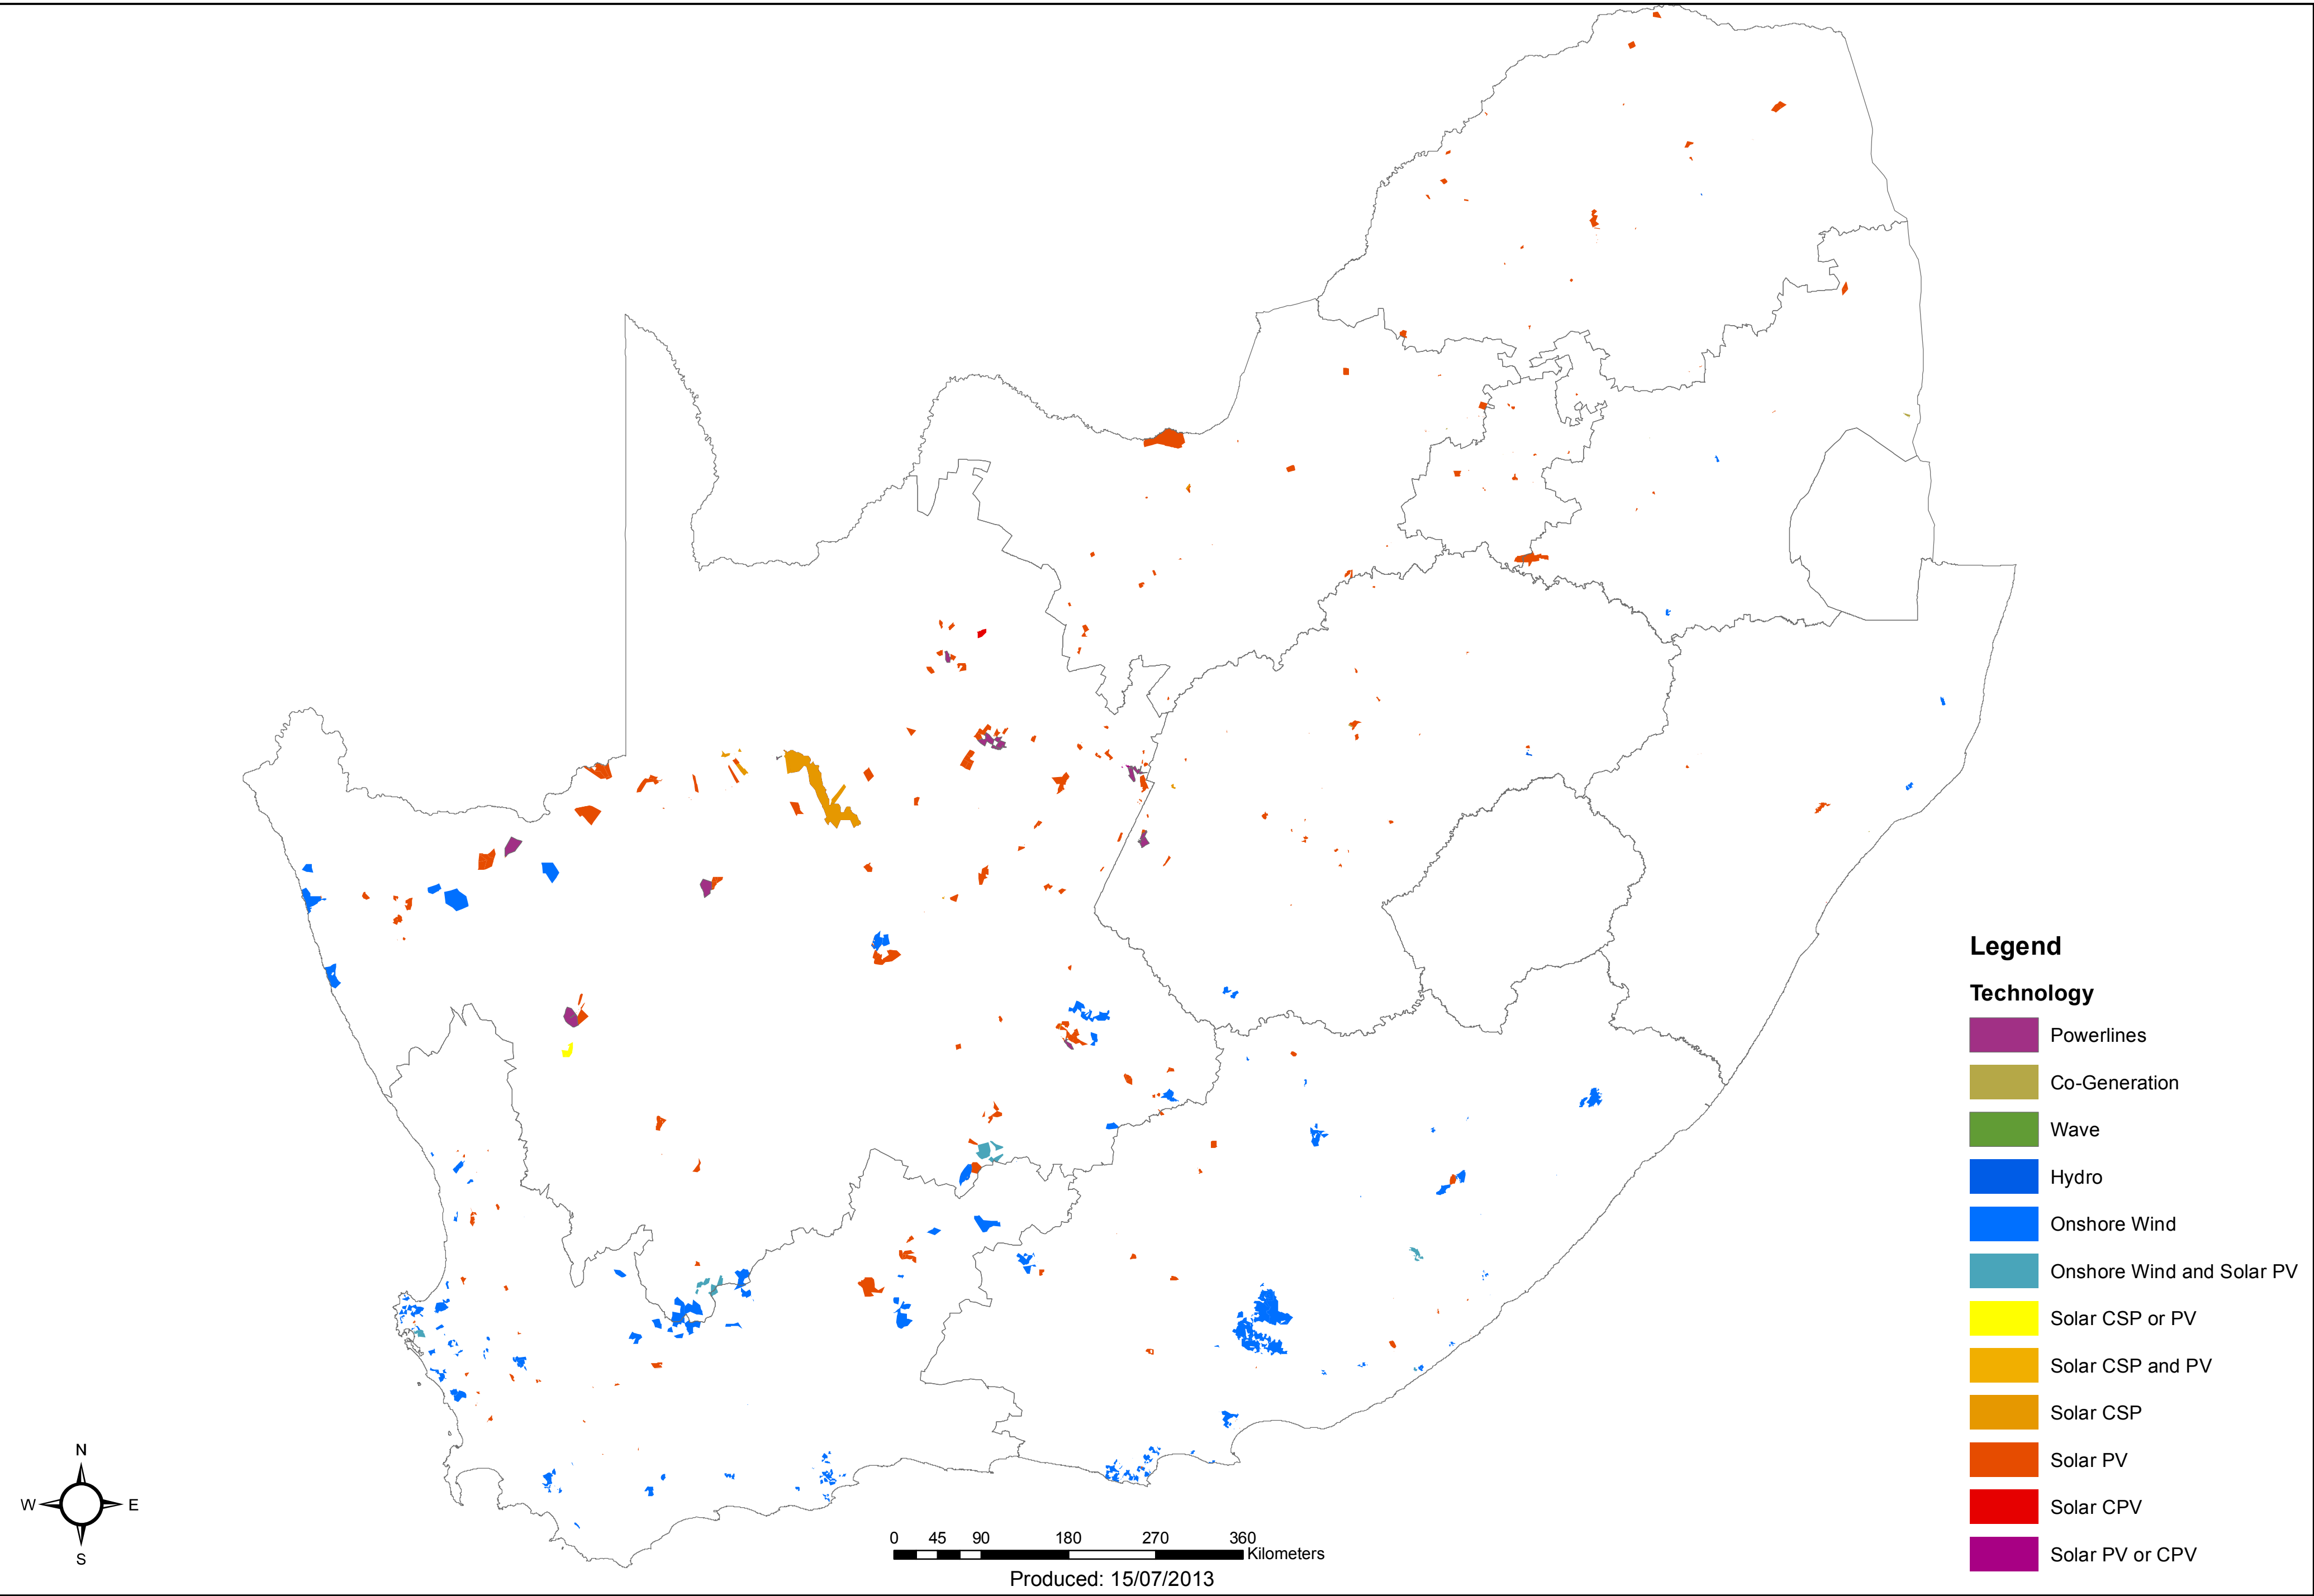 Legend
Technology
Powerlines
Co-Generation
Wave
Hydro
Onshore Wind
Onshore Wind and Solar PV
Solar CSP or PV
Solar CSP and PV
Solar CSP
Solar PV
Solar CPV
Solar PV or CPV
N
W E
S
0 45 90 180 270 360
Kilometers
Produced: 15/07/2013